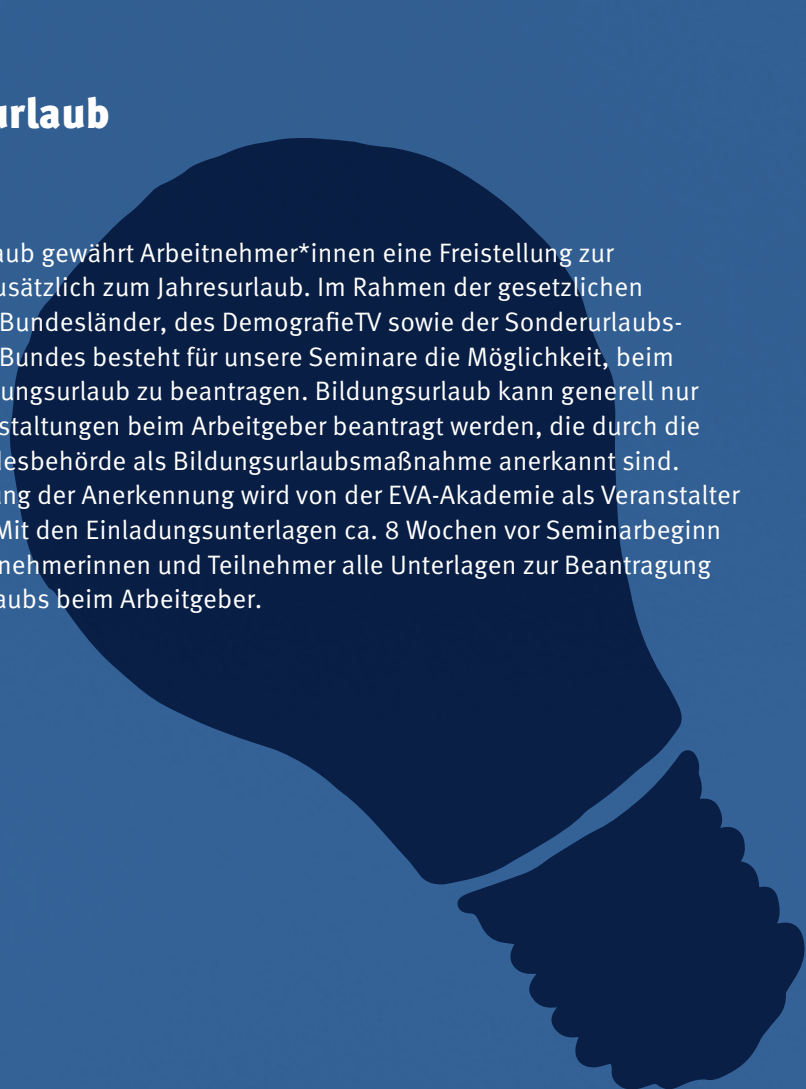 urlaub
aub gewährt Arbeitnehmer*innen eine Freistellung zur
usätzlich zum Jahresurlaub. Im Rahmen der gesetzlichen
Bundesländer, des DemografieTV sowie der Sonderurlaubs-
Bundes besteht für unsere Seminare die Möglichkeit, beim
ungsurlaub zu beantragen. Bildungsurlaub kann generell nur
staltungen beim Arbeitgeber beantragt werden, die durch die
desbehörde als Bildungsurlaubsmaßnahme anerkannt sind.
ung der Anerkennung wird von der EVA-Akademie als Veranstalter
Mit den Einladungsunterlagen ca. 8 Wochen vor Seminarbeginn
nehmerinnen und Teilnehmer alle Unterlagen zur Beantragung
aubs beim Arbeitgeber.